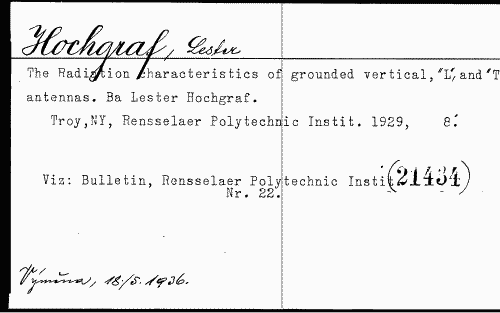 Hochgraf, Lester
The Radiation characteristics of grounded vertical,"L",and "T
antennas. Ba Lester Hochgraf.
Troy,NY, Rensselaer Polytechnic Instit. 1929, 8.
Viz: Bulletin, Rensselaer Polytechnic Instit (21434)
Nr. 22.
Výměna, 18./5. 1936.